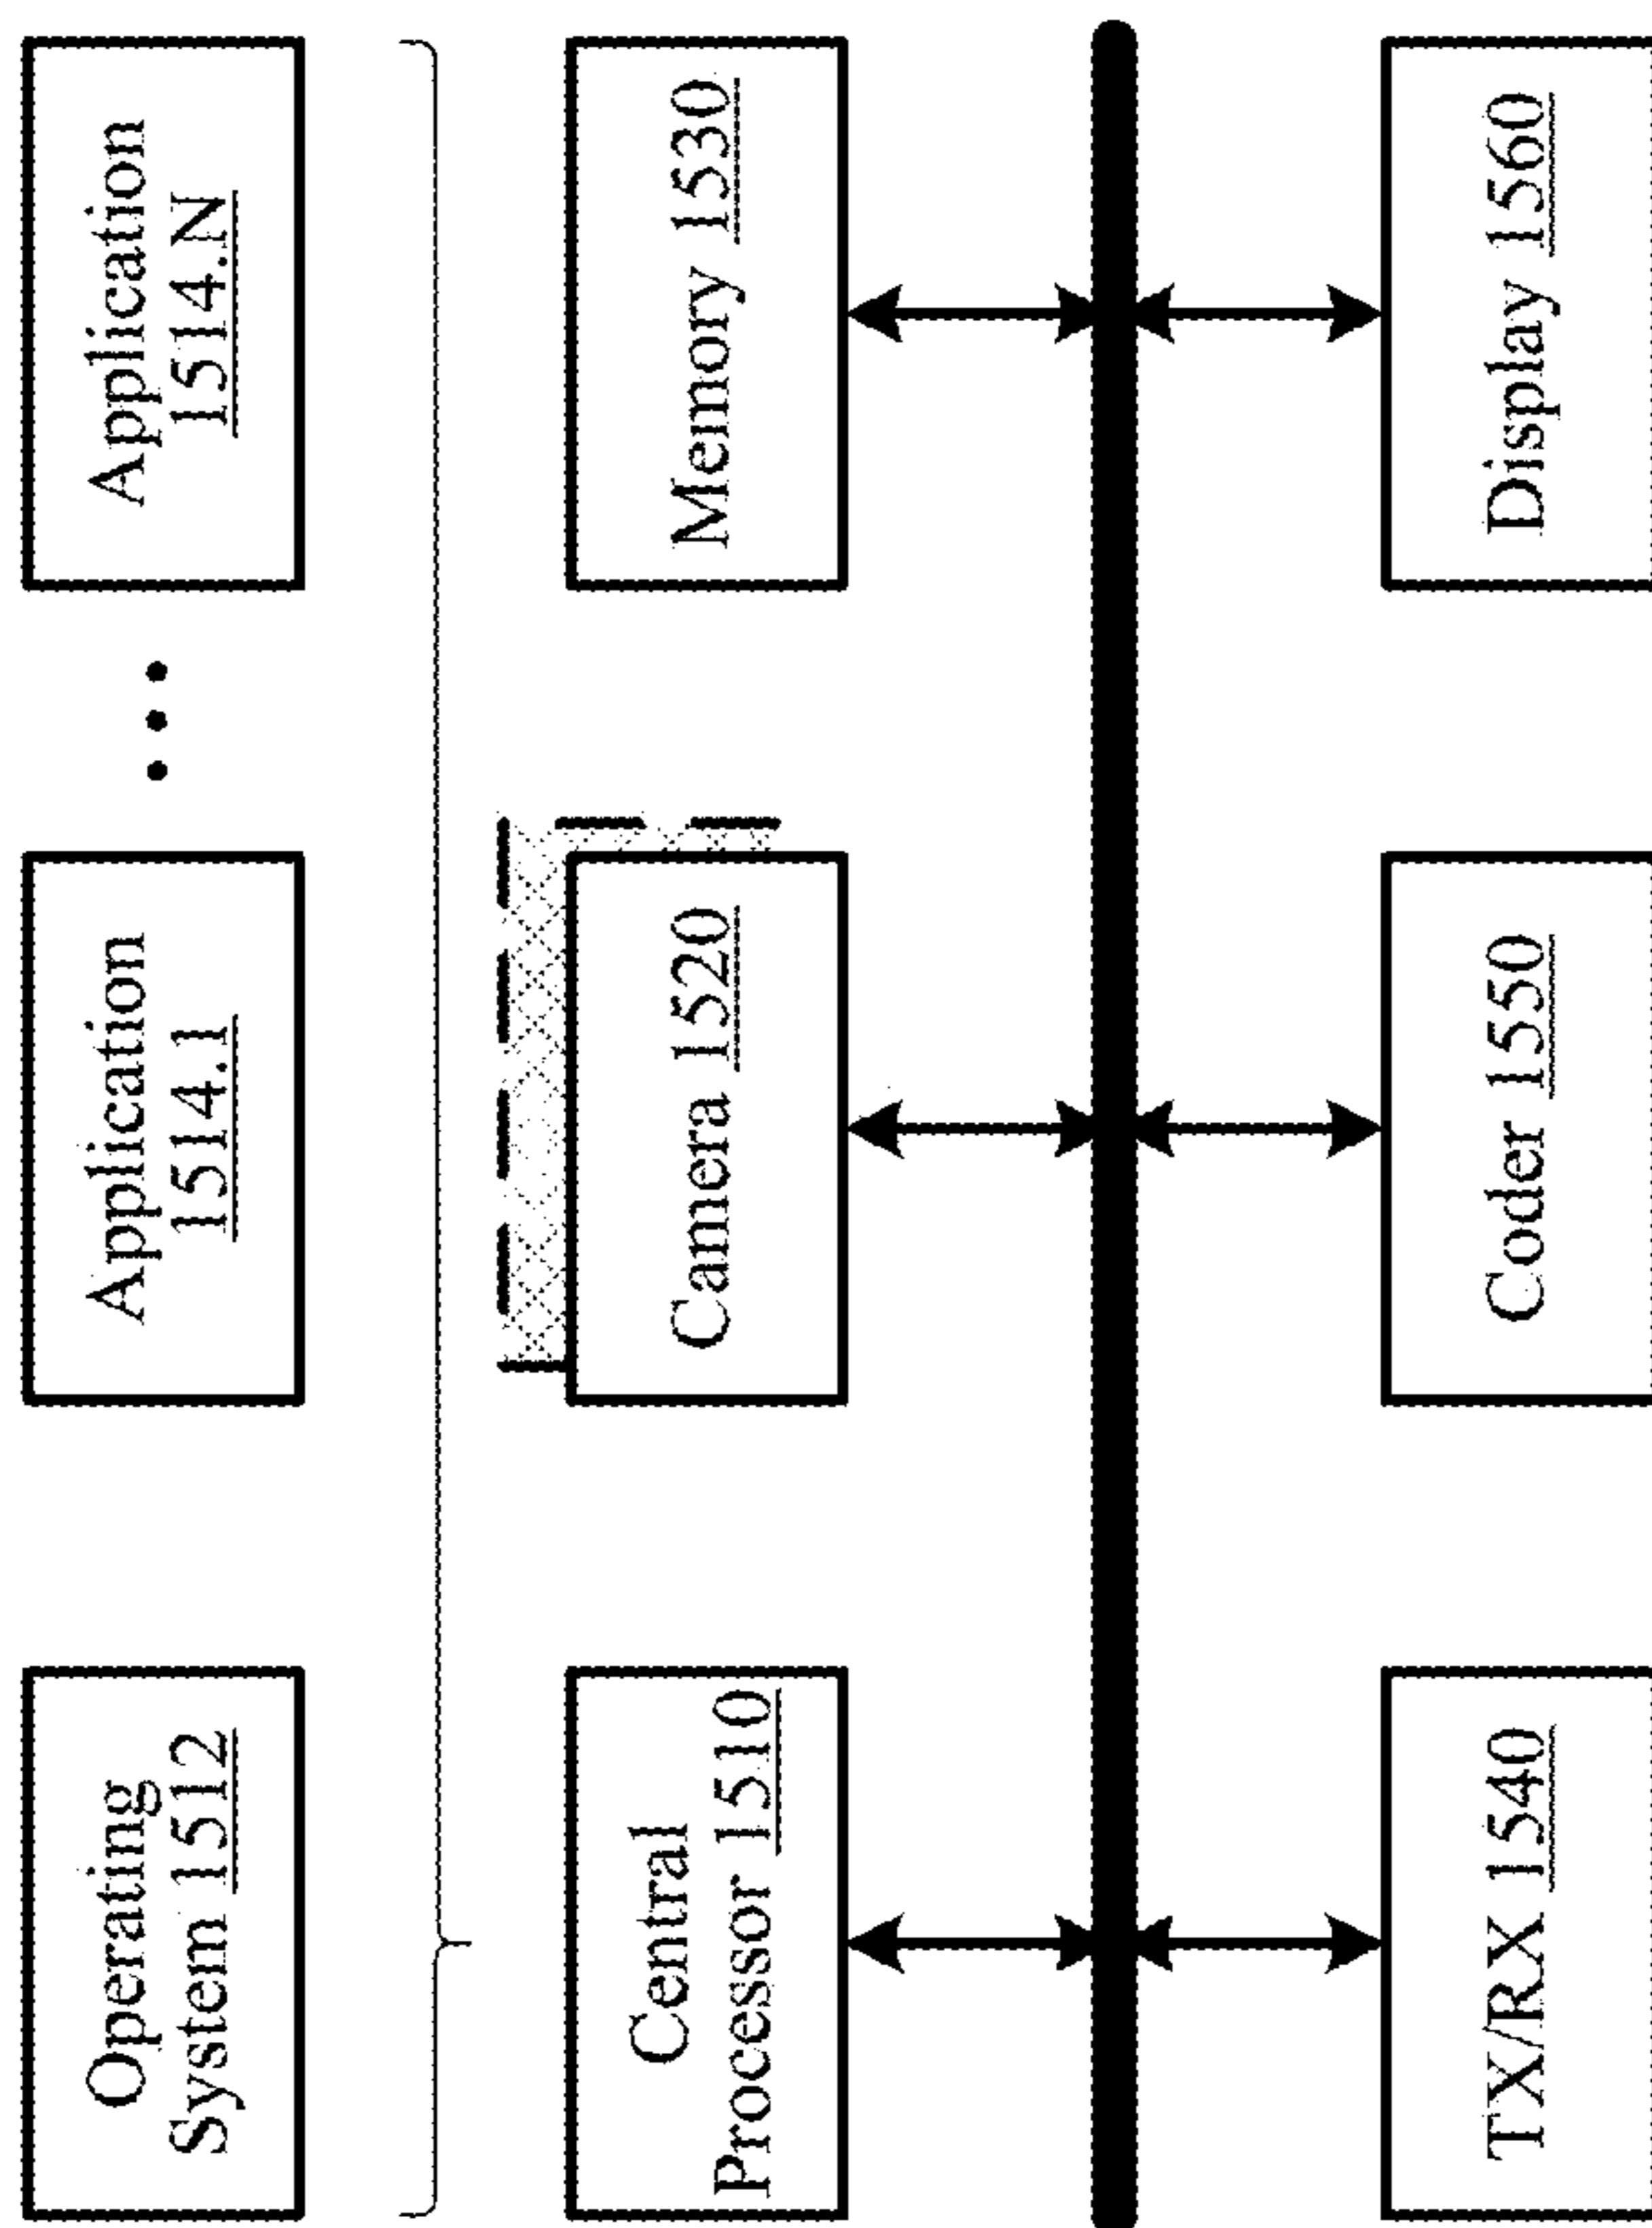 Operating
System 1512
Application
1514.1
Application
1514.N
Central
Processor 1510
Camera 1520
Memory 1530
TX/RX 1540
Coder 1550
Display 1560